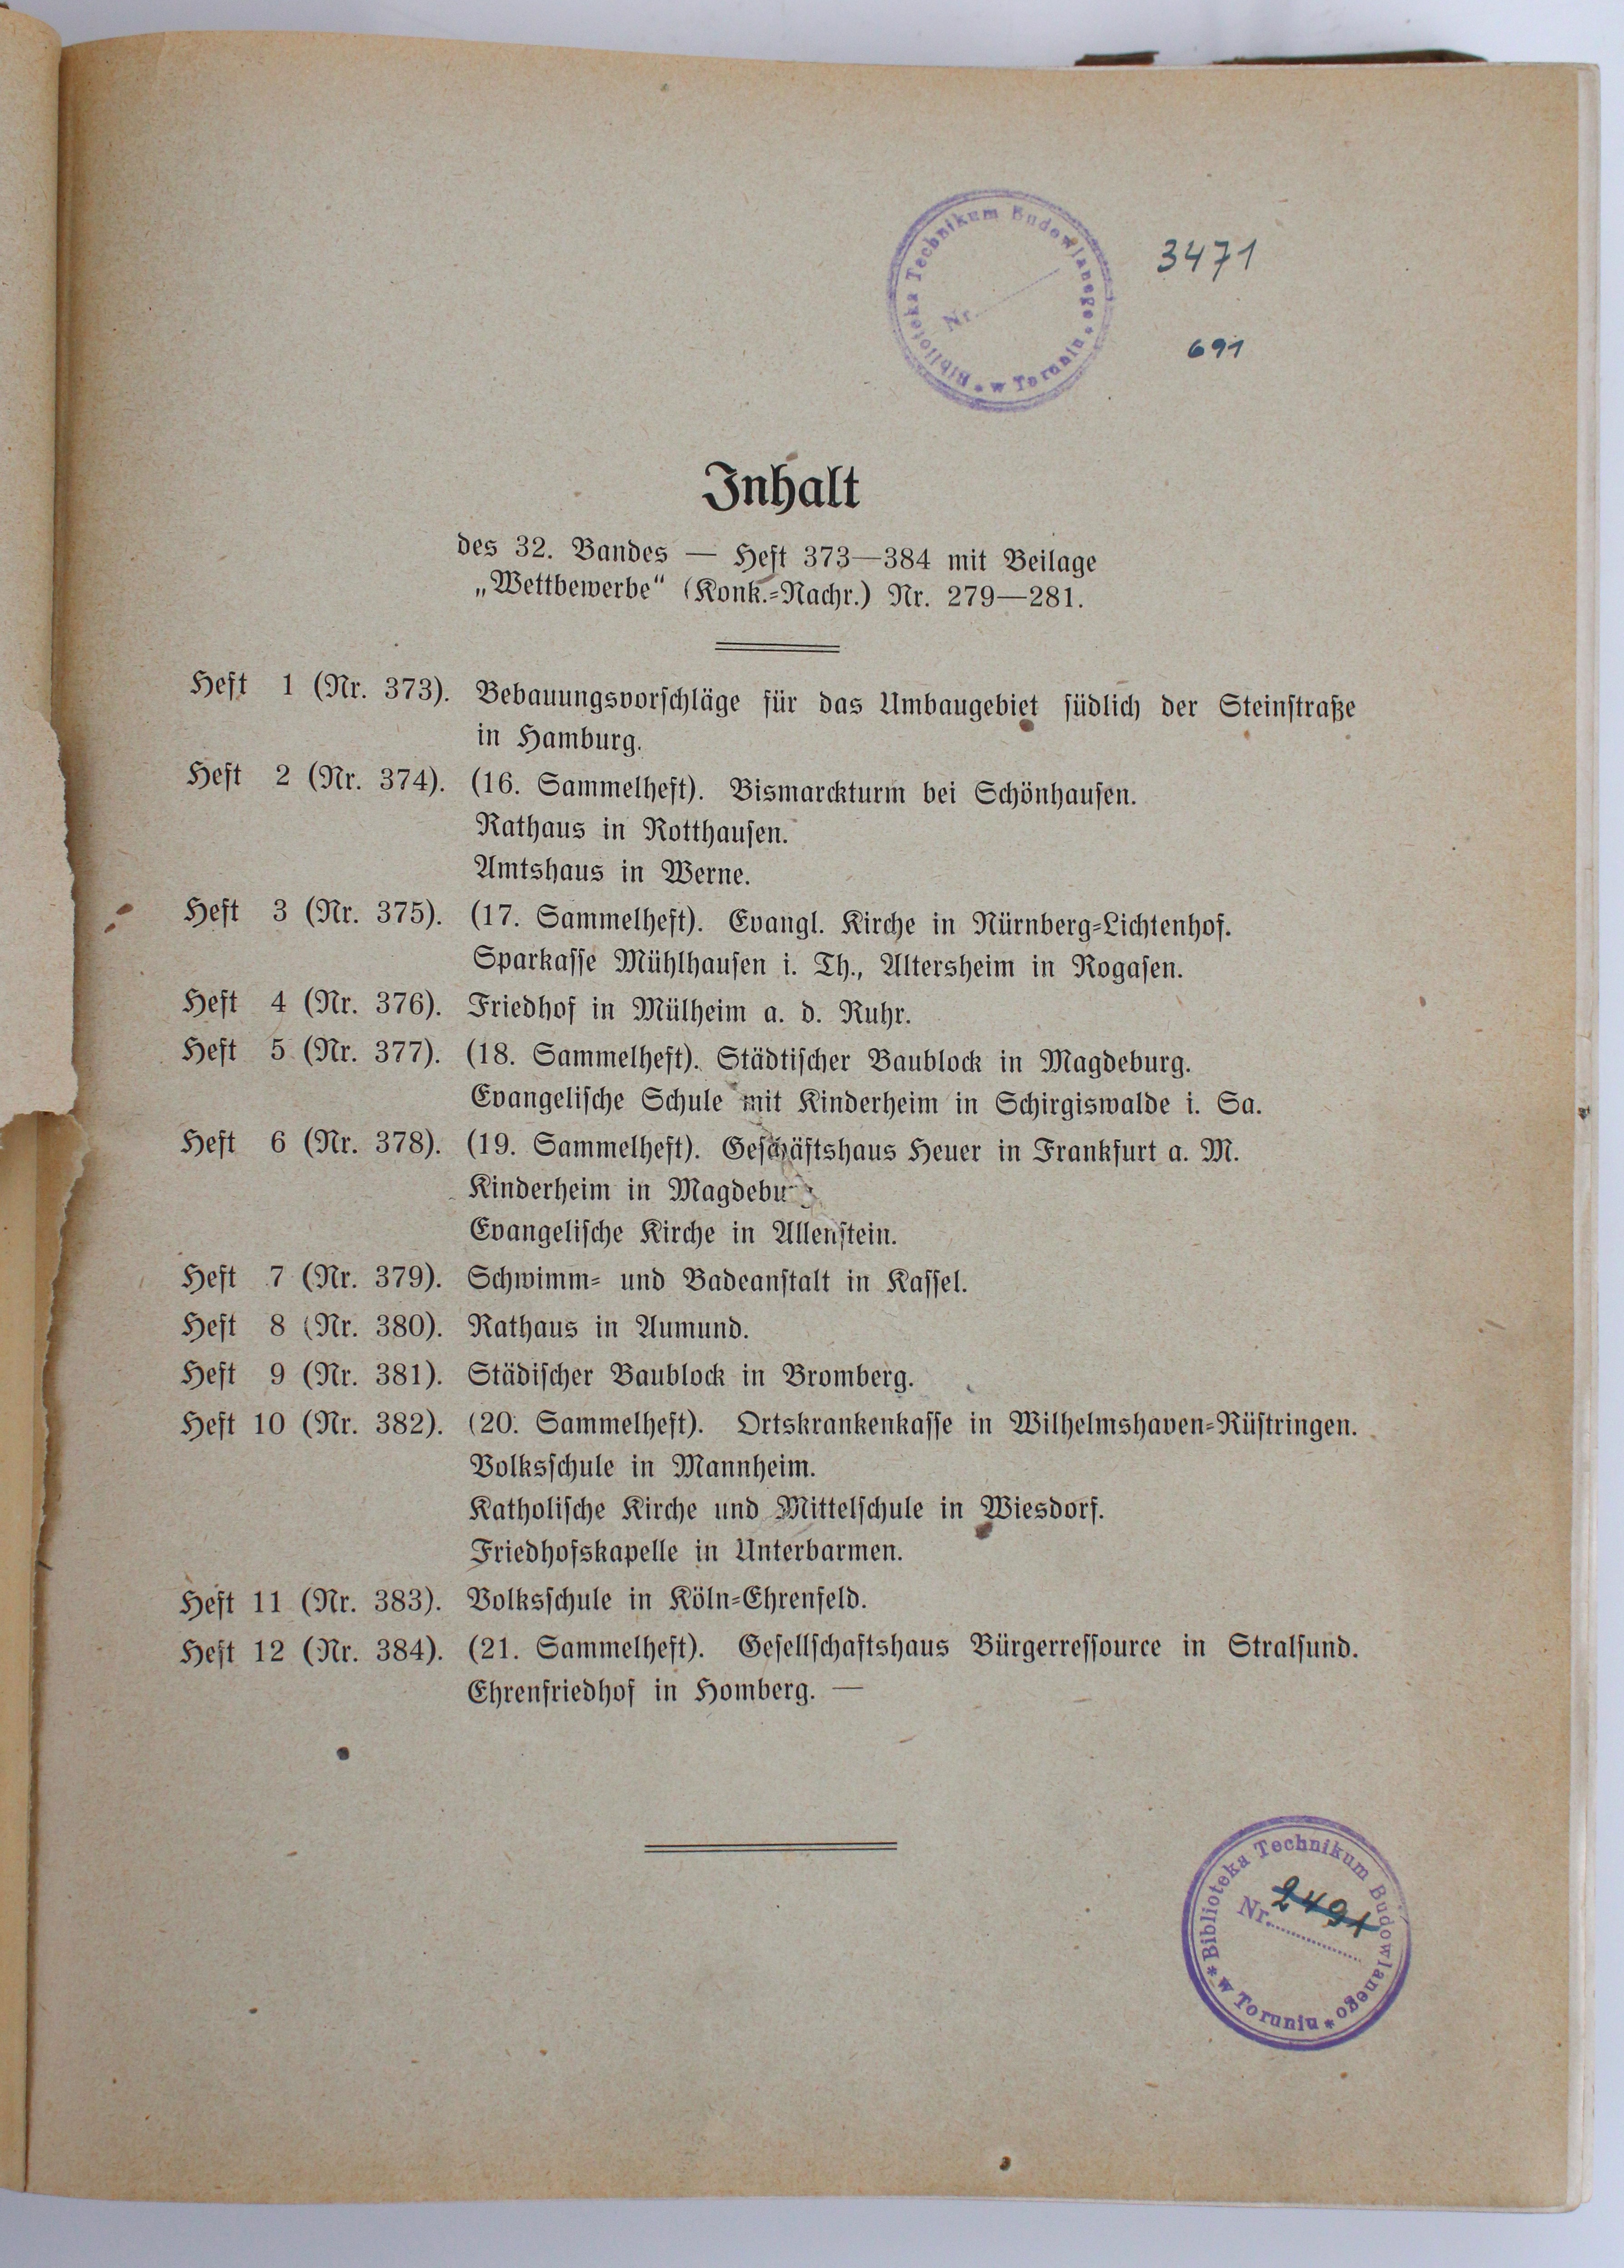 Biblioteka Technikum Budowlanego * w Toruniu *
Nr.
3471
691
Inhalt
des 32. Bandes — Heft 373—384 mit Beilage
„Wettbewerbe“ (Konk.=Nachr.) Nr. 279—281.
Heft 1 (Nr. 373). Bebauungsvorschläge für das Umbaugebiet südlich der Steinstraße
in Hamburg.
Heft 2 (Nr. 374). (16. Sammelheft). Bismarckturm bei Schönhausen.
Rathaus in Rotthausen.
Amtshaus in Werne.
Heft 3 (Nr. 375). (17. Sammelheft). Evangl. Kirche in Nürnberg=Lichtenhof.
Sparkasse Mühlhausen i. Th., Altersheim in Rogasen.
Heft 4 (Nr. 376). Friedhof in Mülheim a. d. Ruhr.
Heft 5 (Nr. 377). (18. Sammelheft). Städtischer Baublock in Magdeburg.
Evangelische Schule mit Kinderheim in Schirgiswalde i. Sa.
Heft 6 (Nr. 378). (19. Sammelheft). Geschäftshaus Heuer in Frankfurt a. M.
Kinderheim in Magdeburg
Evangelische Kirche in Allenstein.
Heft 7 (Nr. 379). Schwimm= und Badeanstalt in Kassel.
Heft 8 (Nr. 380). Rathaus in Aumund.
Heft 9 (Nr. 381). Städischer Baublock in Bromberg.
Heft 10 (Nr. 382). (20. Sammelheft). Ortskrankenkasse in Wilhelmshaven=Rüstringen.
Volksschule in Mannheim.
Katholische Kirche und Mittelschule in Wiesdorf.
Friedhofskapelle in Unterbarmen.
Heft 11 (Nr. 383). Volksschule in Köln=Ehrenfeld.
Heft 12 (Nr. 384). (21. Sammelheft). Gesellschaftshaus Bürgerressource in Stralsund.
Ehrenfriedhof in Homberg. —
* Biblioteka Technikum Budowlanego * w Toruniu
Nr. 2491